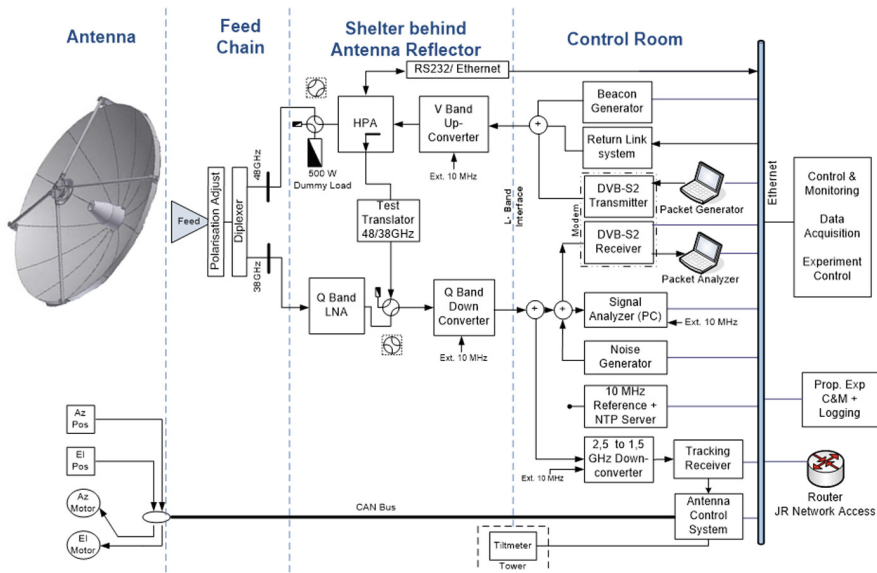 Antenna
Feed
Chain
Shelter behind
Antenna Reflector
Control Room
RS232/ Ethernet
HPA
V Band
Up-
Converter
Ext. 10 MHz
500 W
Dummy Load
48GHz
38GHz
Feed
Polarisation Adjust
Diplexer
Test
Translator
48/38GHz
Q Band
LNA
Q Band
Down
Converter
Ext. 10 MHz
L- Band
Interface
Beacon
Generator
Return Link
system
DVB-S2
Transmitter
Modem
DVB-S2
Receiver
Packet Generator
Packet Analyzer
Signal
Analyzer (PC)
Ext. 10 MHz
Noise
Generator
10 MHz
Reference +
NTP Server
2,5 to 1,5
GHz Down-
converter
Ext. 10 MHz
Tracking
Receiver
Antenna
Control
System
Ethernet
Control &
Monitoring
Data
Acquisition
Experiment
Control
Prop. Exp
C&M +
Logging
Router
JR Network Access
Az
Pos
El
Pos
Az
Motor
El
Motor
CAN Bus
Tiltmeter
Tower